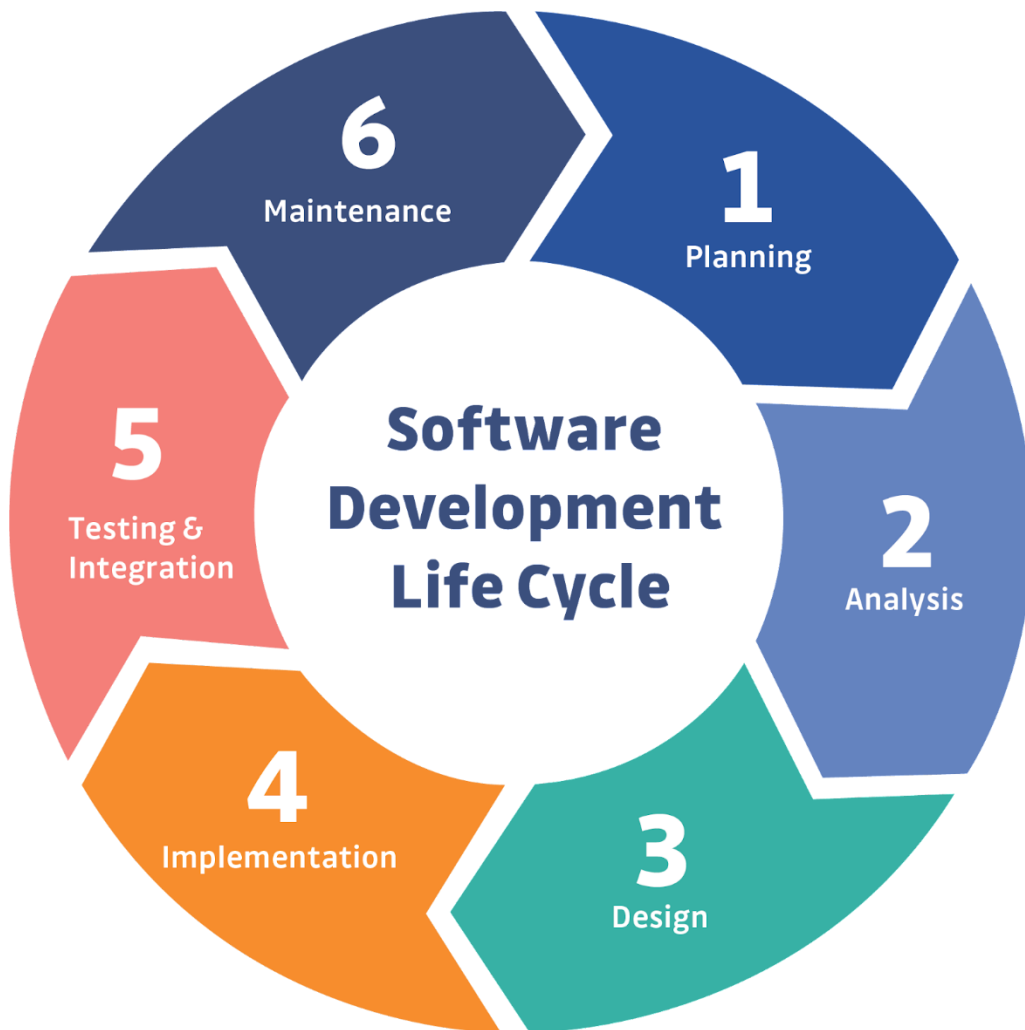 Software
Development
Life Cycle
1
Planning
2
Analysis
3
Design
4
Implementation
5
Testing &
Integration
6
Maintenance